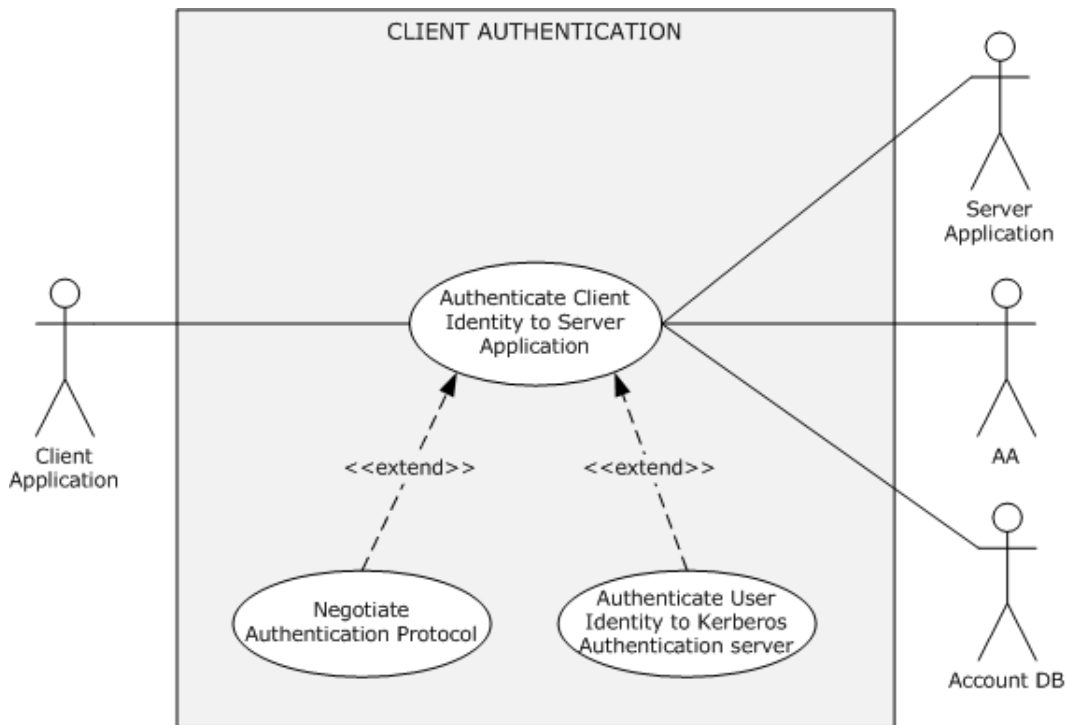 CLIENT AUTHENTICATION
Server
Application
Authenticate Client
Identity to Server
Application
Client
Application
AA
<<extend>>
<<extend>>
Negotiate
Authentication Protocol
Authenticate User
Identity to Kerberos
Authentication server
Account DB